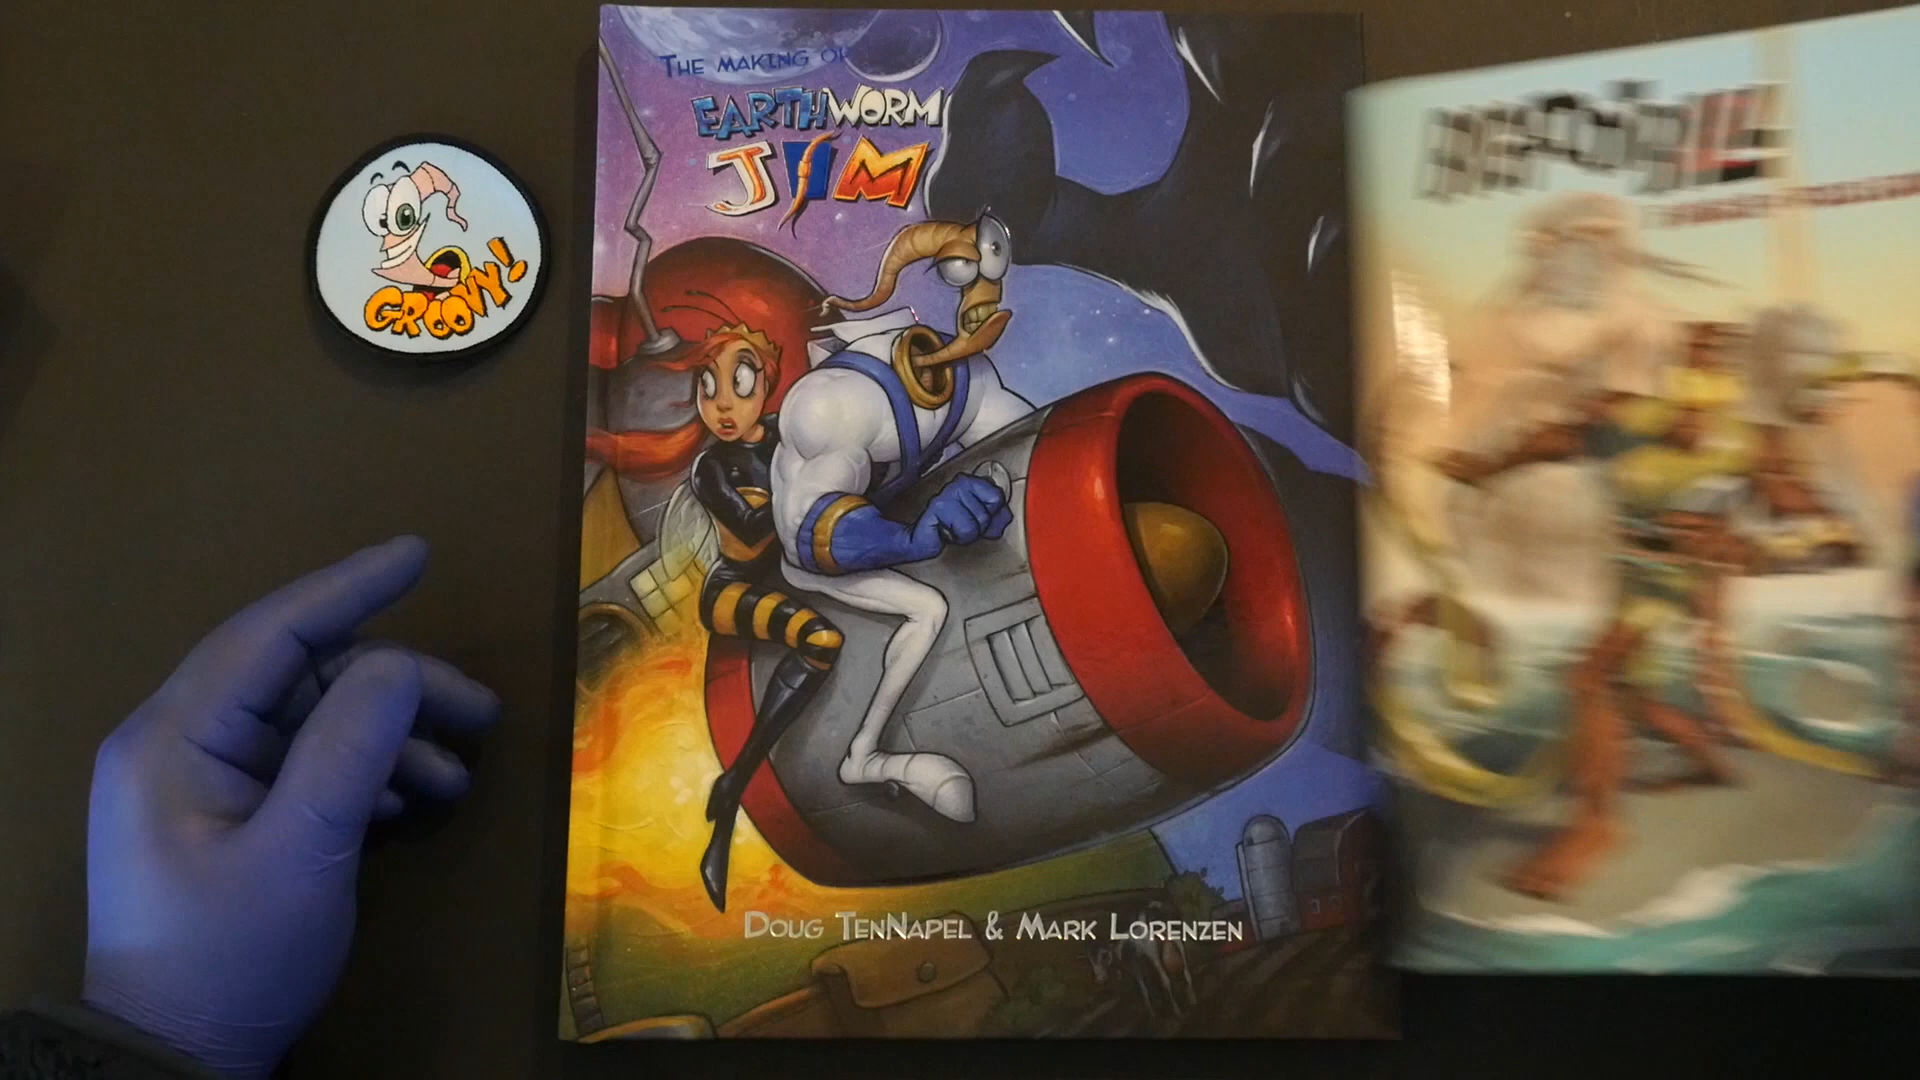 GROOVY!
THE MAKING OF
EARTHWORM
JIM
DOUG TENNAPEL & MARK LORENZEN